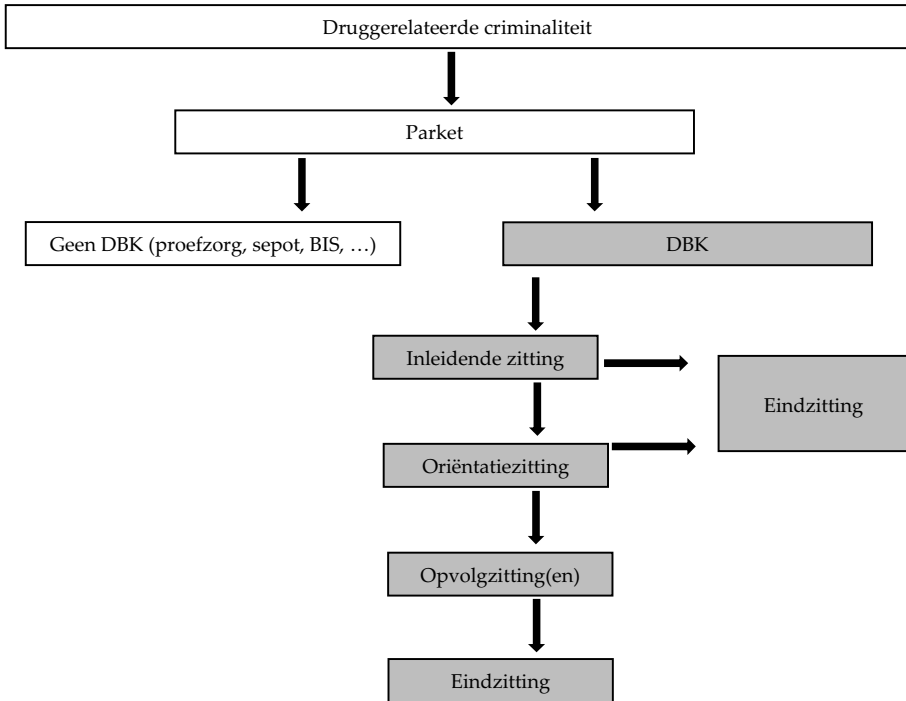 Druggerelateerde criminaliteit
Parket
Geen DBK (proefzorg, sepot, BIS, …)
DBK
Inleidende zitting
Eindzitting
Oriëntatiezitting
Opvolgzitting(en)
Eindzitting